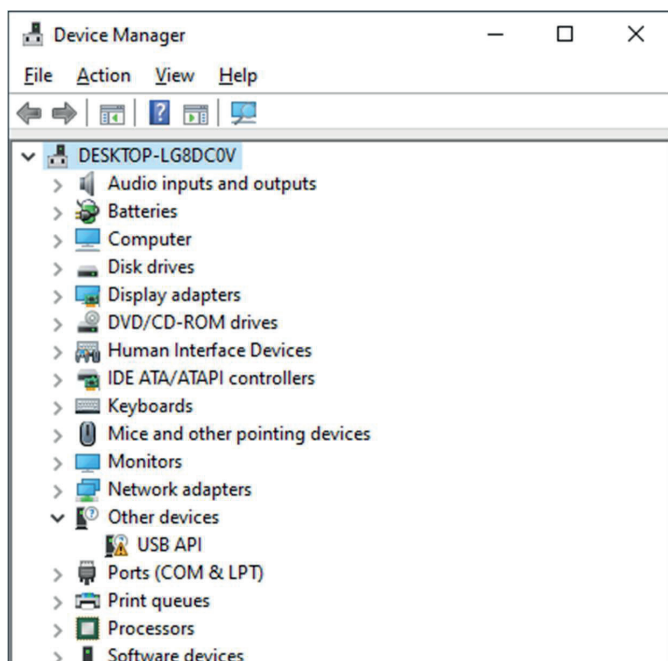 Device Manager
File Action View Help
DESKTOP-LG8DC0V
Audio inputs and outputs
Batteries
Computer
Disk drives
Display adapters
DVD/CD-ROM drives
Human Interface Devices
IDE ATA/ATAPI controllers
Keyboards
Mice and other pointing devices
Monitors
Network adapters
Other devices
USB API
Ports (COM & LPT)
Print queues
Processors
Software devices